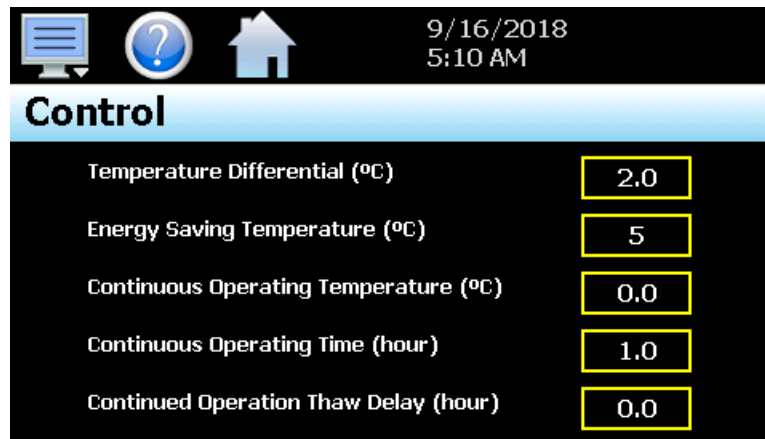 ?
9/16/2018
5:10 AM
Control
Temperature Differential (ºC) 2.0
Energy Saving Temperature (ºC) 5
Continuous Operating Temperature (ºC) 0.0
Continuous Operating Time (hour) 1.0
Continued Operation Thaw Delay (hour) 0.0